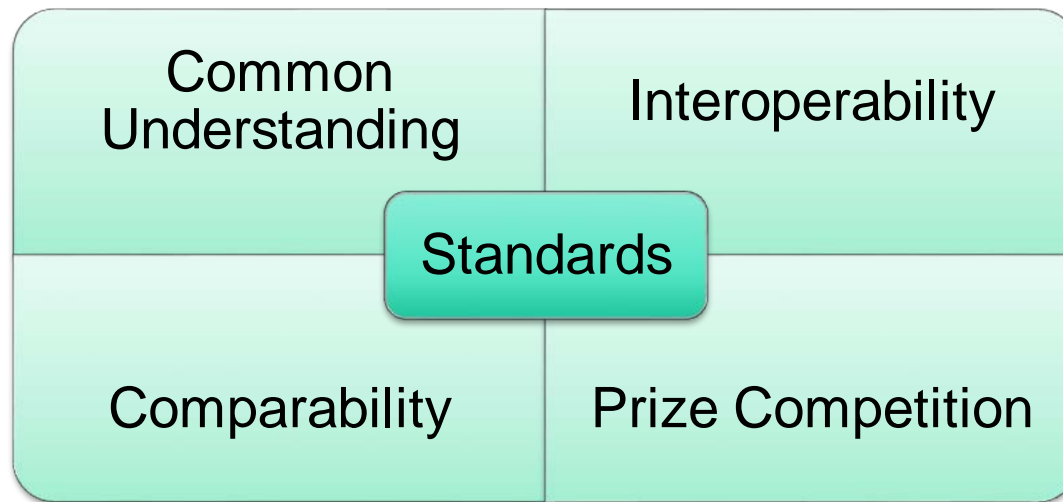 Common
Understanding
Interoperability
Standards
Comparability
Prize Competition